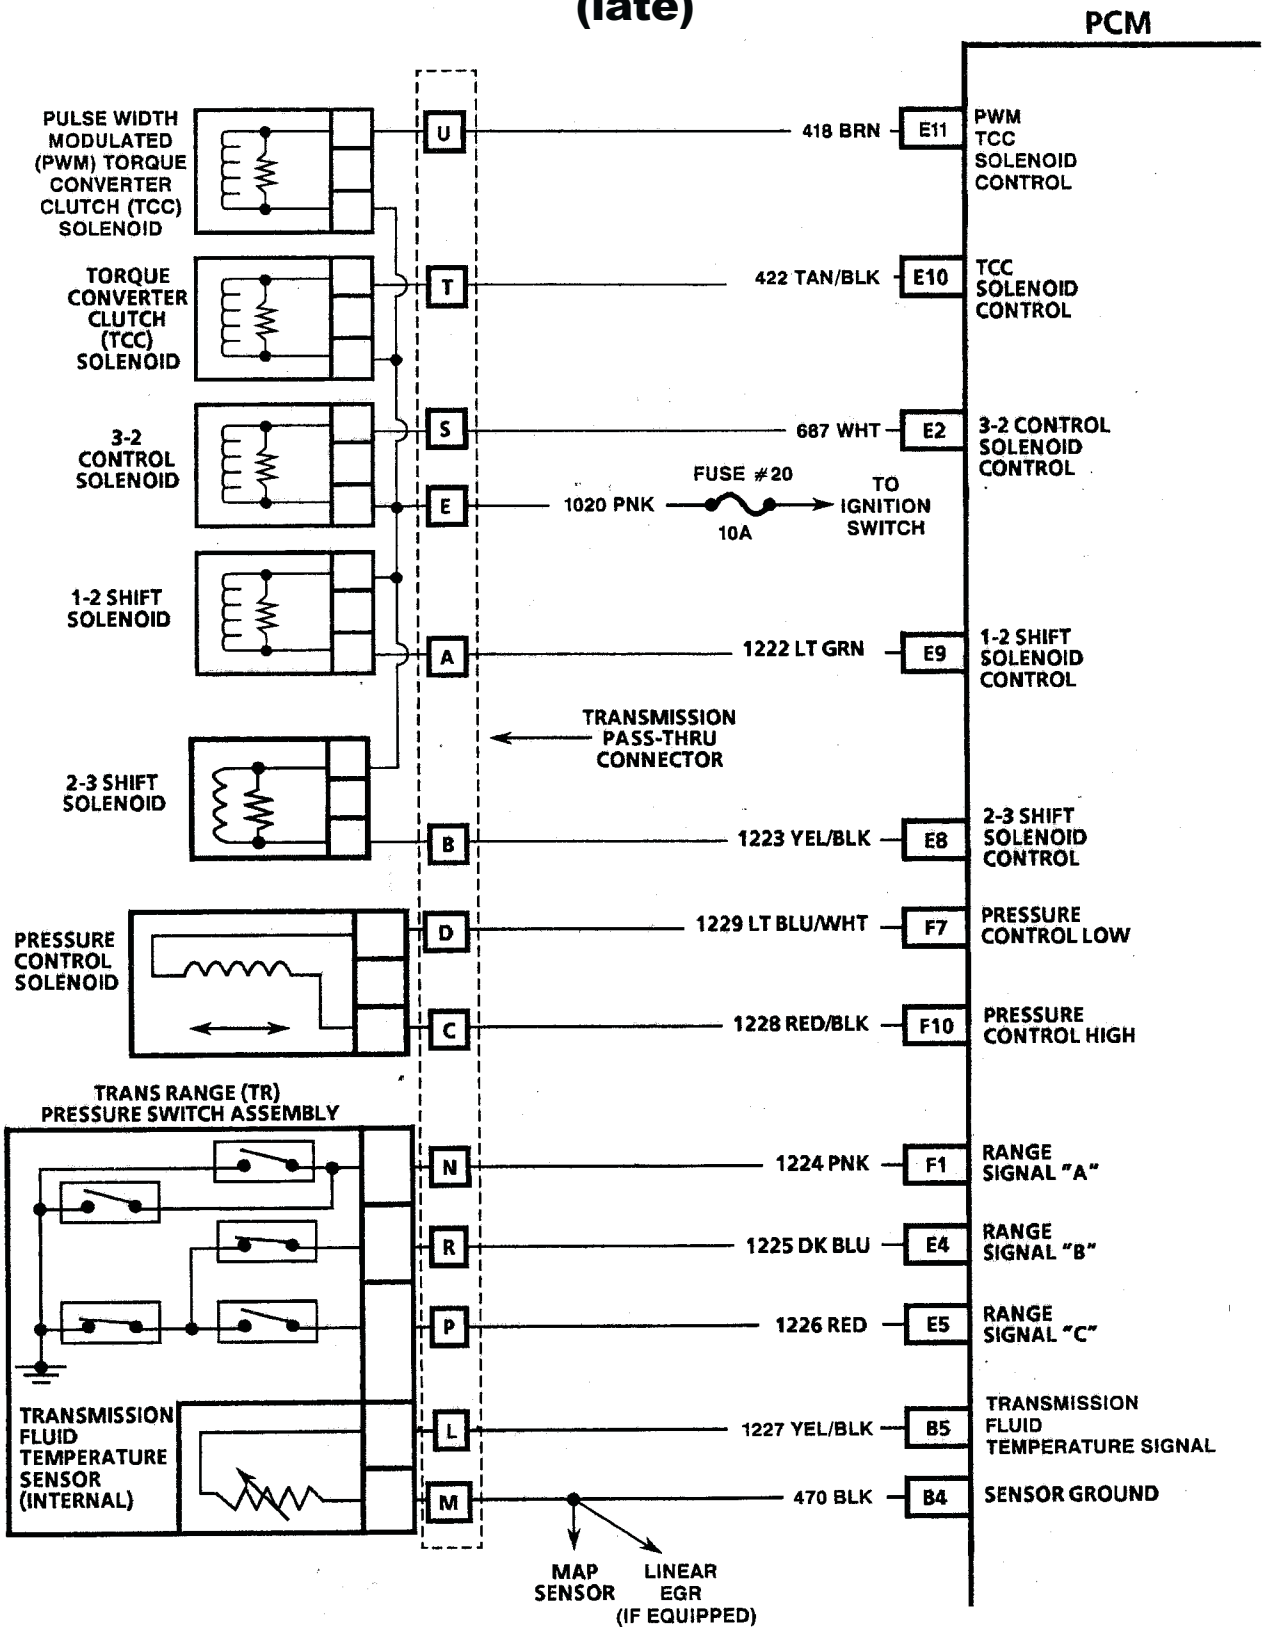 (late)
PCM
PULSE WIDTH
MODULATED
(PWM) TORQUE
CONVERTER
CLUTCH (TCC)
SOLENOID
U
418 BRN
E11
PWM
TCC
SOLENOID
CONTROL
TORQUE
CONVERTER
CLUTCH
(TCC)
SOLENOID
T
422 TAN/BLK
E10
TCC
SOLENOID
CONTROL
3-2
CONTROL
SOLENOID
S
687 WHT
E2
3-2 CONTROL
SOLENOID
CONTROL
E
1020 PNK
FUSE #20
10A
TO
IGNITION
SWITCH
1-2 SHIFT
SOLENOID
A
1222 LT GRN
E9
1-2 SHIFT
SOLENOID
CONTROL
TRANSMISSION
PASS-THRU
CONNECTOR
2-3 SHIFT
SOLENOID
B
1223 YEL/BLK
E8
2-3 SHIFT
SOLENOID
CONTROL
PRESSURE
CONTROL
SOLENOID
D
1229 LT BLU/WHT
F7
PRESSURE
CONTROL LOW
C
1228 RED/BLK
F10
PRESSURE
CONTROL HIGH
TRANS RANGE (TR)
PRESSURE SWITCH ASSEMBLY
N
1224 PNK
F1
RANGE
SIGNAL "A"
R
1225 DK BLU
E4
RANGE
SIGNAL "B"
P
1226 RED
E5
RANGE
SIGNAL "C"
TRANSMISSION
FLUID
TEMPERATURE
SENSOR
(INTERNAL)
L
1227 YEL/BLK
B5
TRANSMISSION
FLUID
TEMPERATURE SIGNAL
M
470 BLK
B4
SENSOR GROUND
MAP
SENSOR
LINEAR
EGR
(IF EQUIPPED)